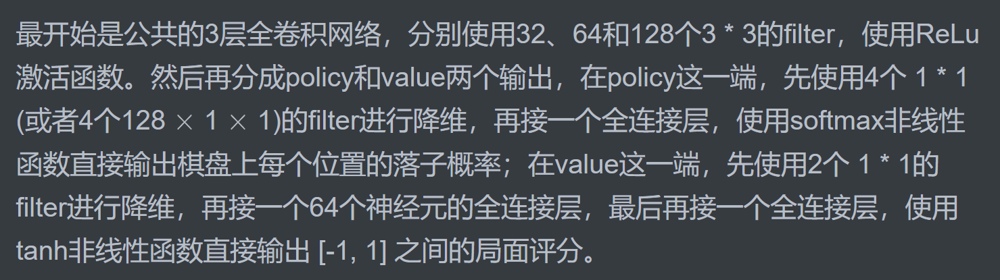 最开始是公共的3层全卷积网络，分别使用32、64和128个3 * 3的filter，使用ReLu
激活函数。然后再分成policy和value两个输出，在policy这一端，先使用4个 1 * 1
(或者4个128 × 1 × 1)的filter进行降维，再接一个全连接层，使用softmax非线性
函数直接输出棋盘上每个位置的落子概率；在value这一端，先使用2个 1 * 1的
filter进行降维，再接一个64个神经元的全连接层，最后再接一个全连接层，使用
tanh非线性函数直接输出 [-1, 1] 之间的局面评分。